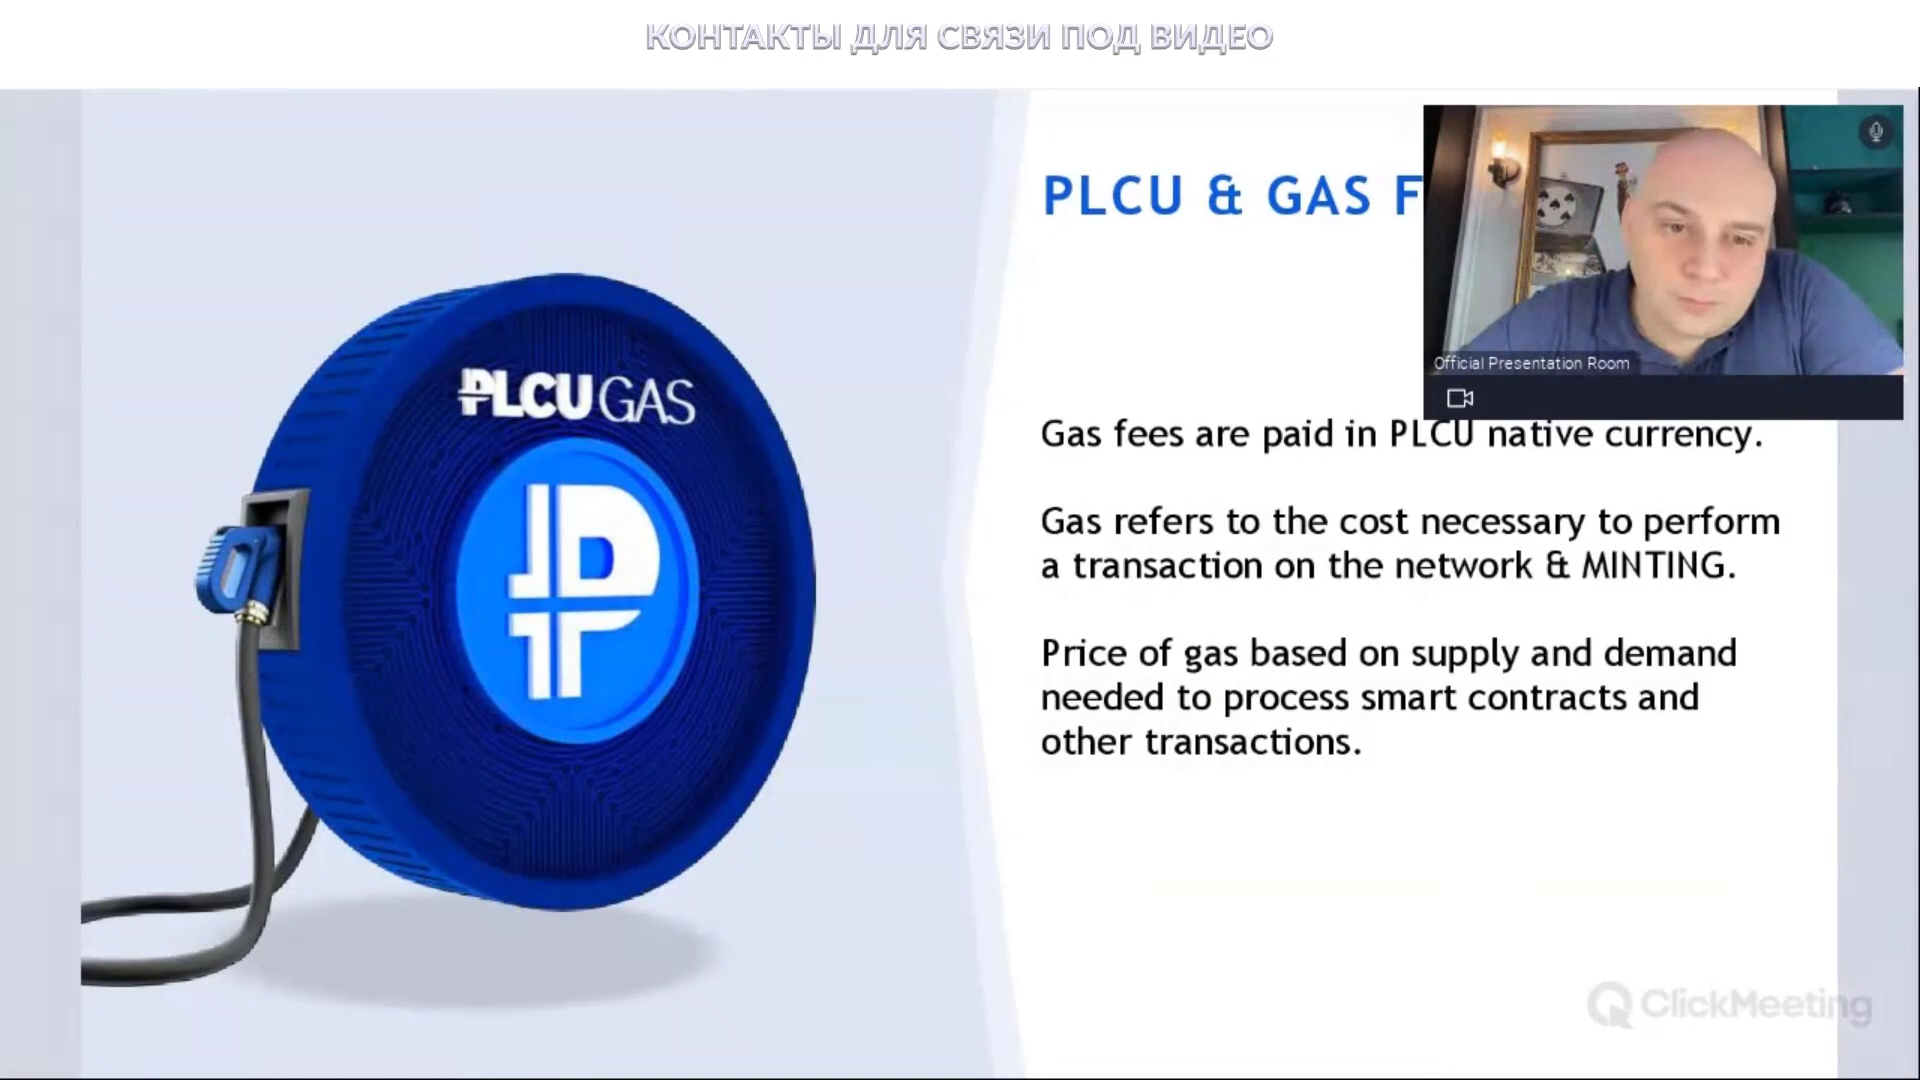 КОНТАКТЫ ДЛЯ СВЯЗИ ПОД ВИДЕО
PLCU & GAS F
Official Presentation Room
PLCU GAS
Gas fees are paid in PLCU native currency.
Gas refers to the cost necessary to perform
a transaction on the network & MINTING.
Price of gas based on supply and demand
needed to process smart contracts and
other transactions.
ClickMeeting